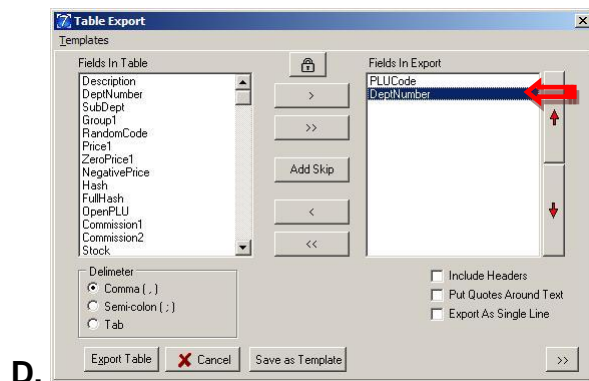 Table Export
Templates
Fields In Table
Description
DeptNumber
SubDept
Group1
RandomCode
Price1
ZeroPrice1
NegativePrice
Hash
FullHash
OpenPLU
Commission1
Commission2
Stock
>
>>
Add Skip
<
<<
Fields In Export
PLUCode
DeptNumber
Delimeter
Comma ( , )
Semi-colon ( ; )
Tab
Include Headers
Put Quotes Around Text
Export As Single Line
Export Table
Cancel
Save as Template
>>
D.